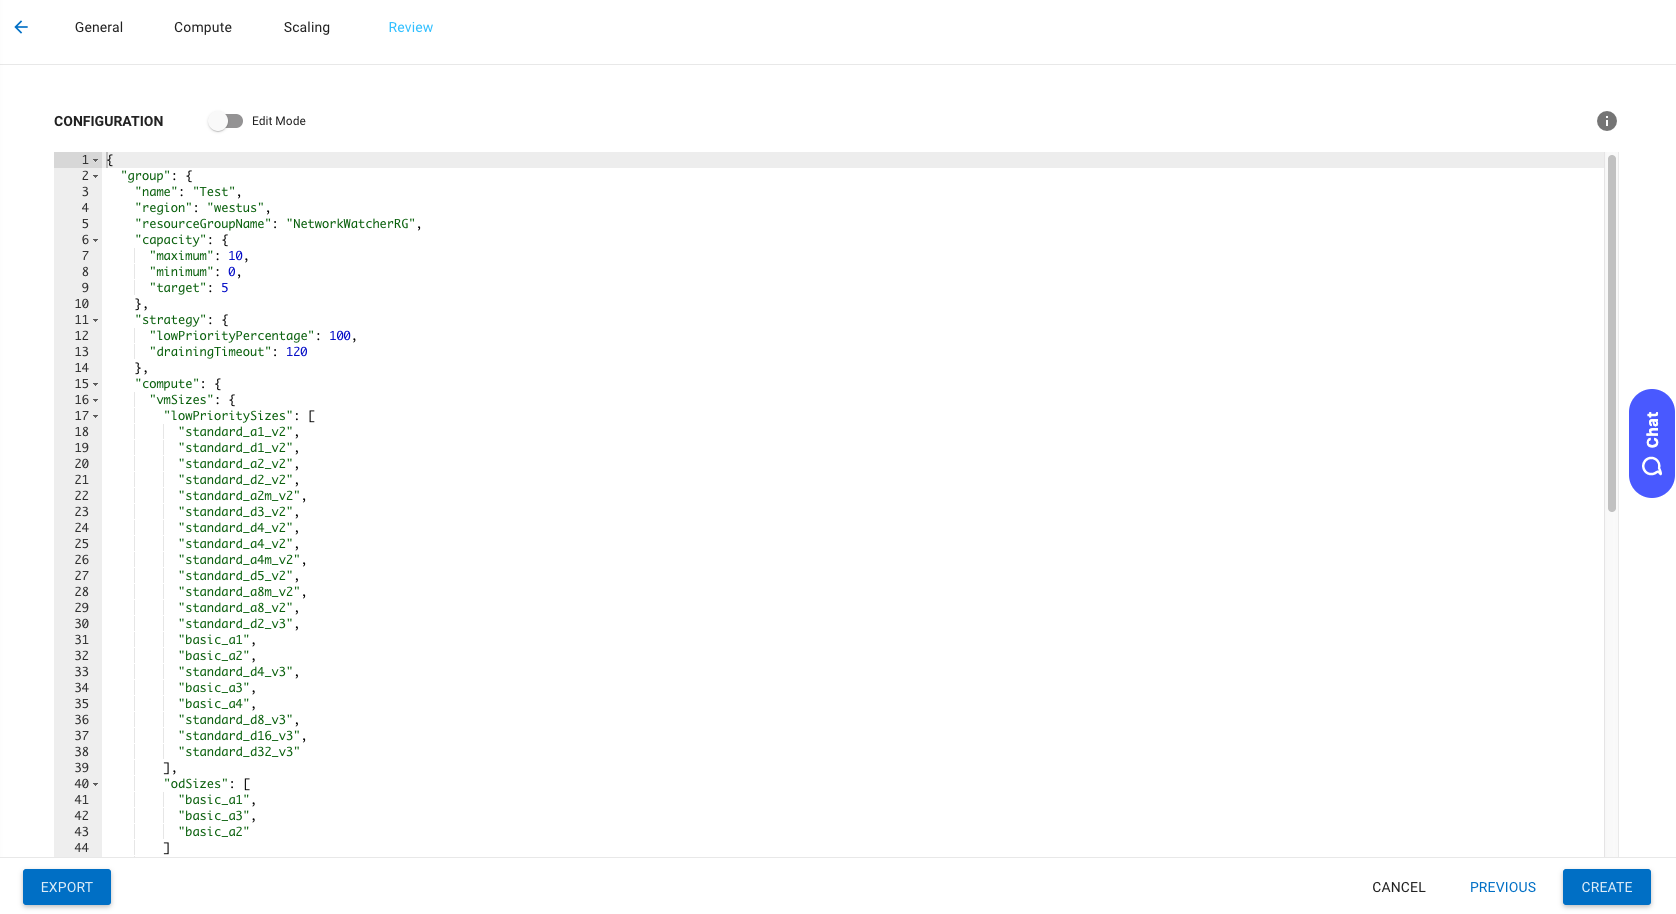 General Compute Scaling Review
CONFIGURATION Edit Mode
1 {
2 "group": {
3 "name": "Test",
4 "region": "westus",
5 "resourceGroupName": "NetworkWatcherRG",
6 "capacity": {
7 "maximum": 10,
8 "minimum": 0,
9 "target": 5
10 },
11 "strategy": {
12 "lowPriorityPercentage": 100,
13 "drainingTimeout": 120
14 },
15 "compute": {
16 "vmSizes": {
17 "lowPrioritySizes": [
18 "standard_a1_v2",
19 "standard_d1_v2",
20 "standard_a2_v2",
21 "standard_d2_v2",
22 "standard_a2m_v2",
23 "standard_d3_v2",
24 "standard_d4_v2",
25 "standard_a4_v2",
26 "standard_a4m_v2",
27 "standard_d5_v2",
28 "standard_a8m_v2",
29 "standard_a8_v2",
30 "standard_d2_v3",
31 "basic_a1",
32 "basic_a2",
33 "standard_d4_v3",
34 "basic_a3",
35 "basic_a4",
36 "standard_d8_v3",
37 "standard_d16_v3",
38 "standard_d32_v3"
39 ],
40 "odSizes": [
41 "basic_a1",
42 "basic_a3",
43 "basic_a2"
44 ]
Chat
EXPORT CANCEL PREVIOUS CREATE